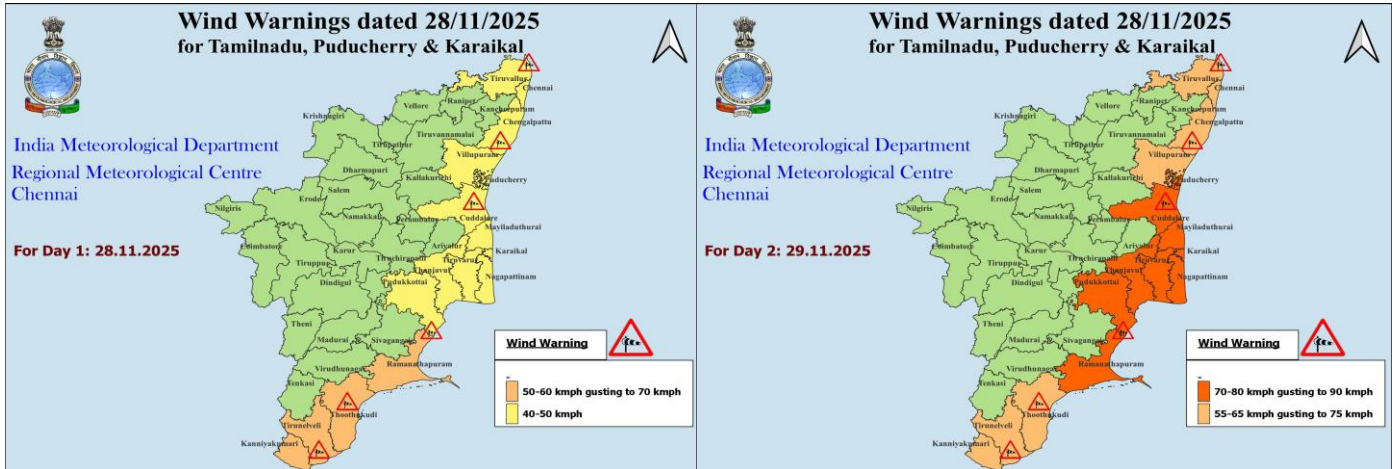 Wind Warnings dated 28/11/2025
for Tamilnadu, Puducherry & Karaikal
India Meteorological Department
Regional Meteorological Centre
Chennai
For Day 1: 28.11.2025
Tiruvallur
Chennai
Ranipet
Vellore
Kancheepuram
Krishnagiri
Chengalpattu
Tiruvannamalai
Tirupathur
Villupuram
Dharmapuri
Kallakurichi
Puducherry
Salem
Erode
Nilgiris
Namakkal
Perambalur
Cuddalore
Mayiladuthurai
Coimbatore
Karur
Ariyalur
Karaikal
Tiruppur
Tiruchirapalli
Thanjavur
Tiruvarur
Nagapattinam
Dindigul
Pudukkottai
Theni
Madurai
Sivagangai
Virudhunagar
Ramanathapuram
Tenkasi
Thoothukudi
Tirunelveli
Kanniyakumari
Wind Warning
50-60 kmph gusting to 70 kmph
40-50 kmph
Wind Warnings dated 28/11/2025
for Tamilnadu, Puducherry & Karaikal
India Meteorological Department
Regional Meteorological Centre
Chennai
For Day 2: 29.11.2025
Tiruvallur
Chennai
Ranipet
Vellore
Kancheepuram
Krishnagiri
Chengalpattu
Tiruvannamalai
Tirupathur
Villupuram
Dharmapuri
Kallakurichi
Puducherry
Salem
Erode
Nilgiris
Namakkal
Perambalur
Cuddalore
Mayiladuthurai
Coimbatore
Karur
Ariyalur
Karaikal
Tiruppur
Tiruchirapalli
Thanjavur
Tiruvarur
Nagapattinam
Dindigul
Pudukkottai
Theni
Madurai
Sivagangai
Virudhunagar
Ramanathapuram
Tenkasi
Thoothukudi
Tirunelveli
Kanniyakumari
Wind Warning
70-80 kmph gusting to 90 kmph
55-65 kmph gusting to 75 kmph